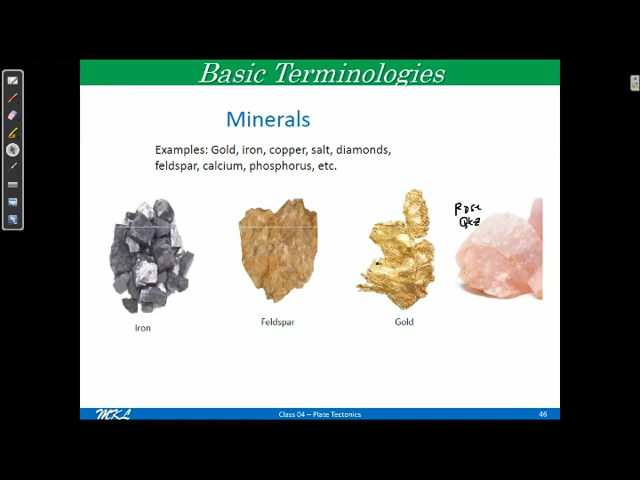 Basic Terminologies
Minerals
Examples: Gold, iron, copper, salt, diamonds,
feldspar, calcium, phosphorus, etc.
Rose
Qtz
Iron
Feldspar
Gold
MKL
Class 04 – Plate Tectonics
46